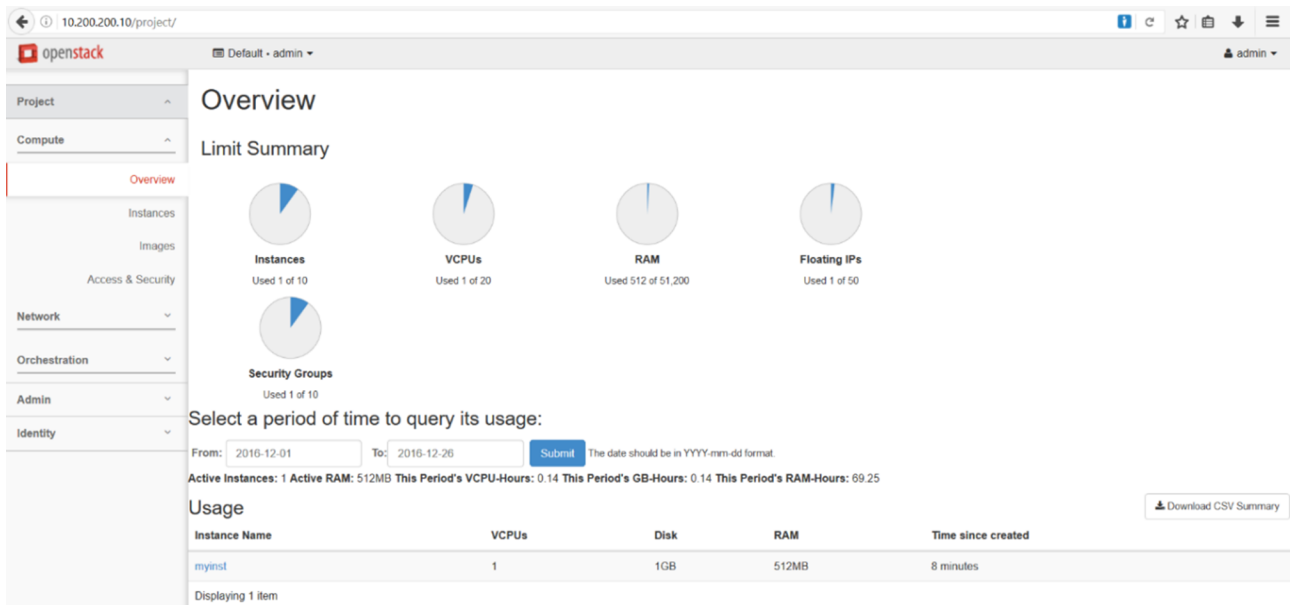 10.200.200.10/project/
openstack
Default • admin
admin
Project
Compute
Overview
Instances
Images
Access & Security
Network
Orchestration
Admin
Identity
Overview
Limit Summary
Instances
Used 1 of 10
VCPUs
Used 1 of 20
RAM
Used 512 of 51,200
Floating IPs
Used 1 of 50
Security Groups
Used 1 of 10
Select a period of time to query its usage:
From: 2016-12-01 To: 2016-12-26 Submit The date should be in YYYY-mm-dd format.
Active Instances: 1 Active RAM: 512MB This Period's VCPU-Hours: 0.14 This Period's GB-Hours: 0.14 This Period's RAM-Hours: 69.25
Usage
Download CSV Summary
Instance Name VCPUs Disk RAM Time since created
myinst 1 1GB 512MB 8 minutes
Displaying 1 item